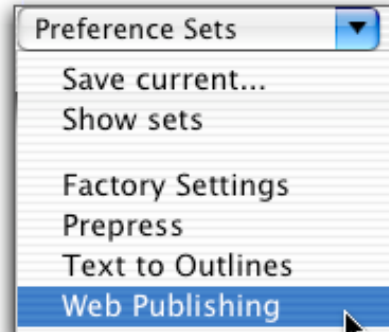 Preference Sets
Save current...
Show sets
Factory Settings
Prepress
Text to Outlines
Web Publishing